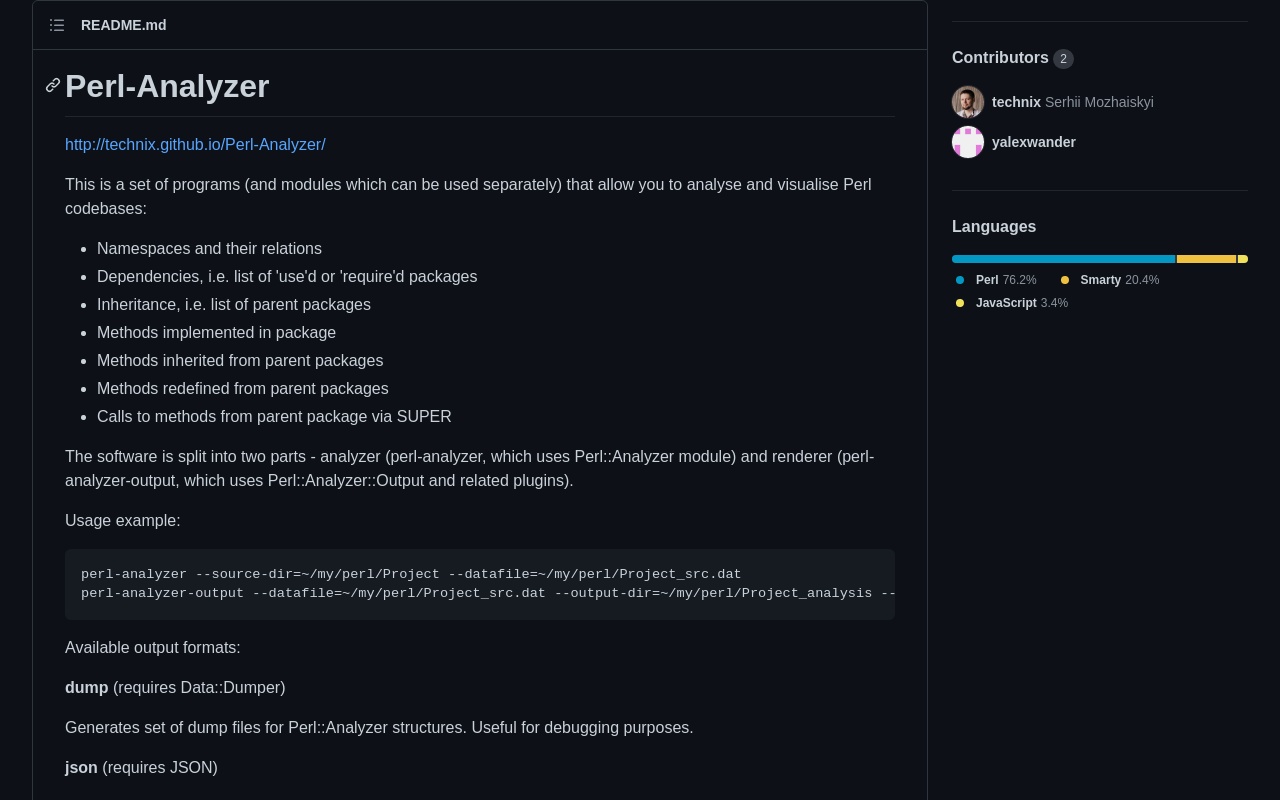 README.md
Perl-Analyzer
http://technix.github.io/Perl-Analyzer/
This is a set of programs (and modules which can be used separately) that allow you to analyse and visualise Perl
codebases:
Namespaces and their relations
Dependencies, i.e. list of 'use'd or 'require'd packages
Inheritance, i.e. list of parent packages
Methods implemented in package
Methods inherited from parent packages
Methods redefined from parent packages
Calls to methods from parent package via SUPER
The software is split into two parts - analyzer (perl-analyzer, which uses Perl::Analyzer module) and renderer (perl-
analyzer-output, which uses Perl::Analyzer::Output and related plugins).
Usage example:
perl-analyzer --source-dir=~/my/perl/Project --datafile=~/my/perl/Project_src.dat
perl-analyzer-output --datafile=~/my/perl/Project_src.dat --output-dir=~/my/perl/Project_analysis --
Available output formats:
dump (requires Data::Dumper)
Generates set of dump files for Perl::Analyzer structures. Useful for debugging purposes.
json (requires JSON)
Contributors 2
technix Serhii Mozhaiskyi
yalexwander
Languages
Perl 76.2% Smarty 20.4%
JavaScript 3.4%